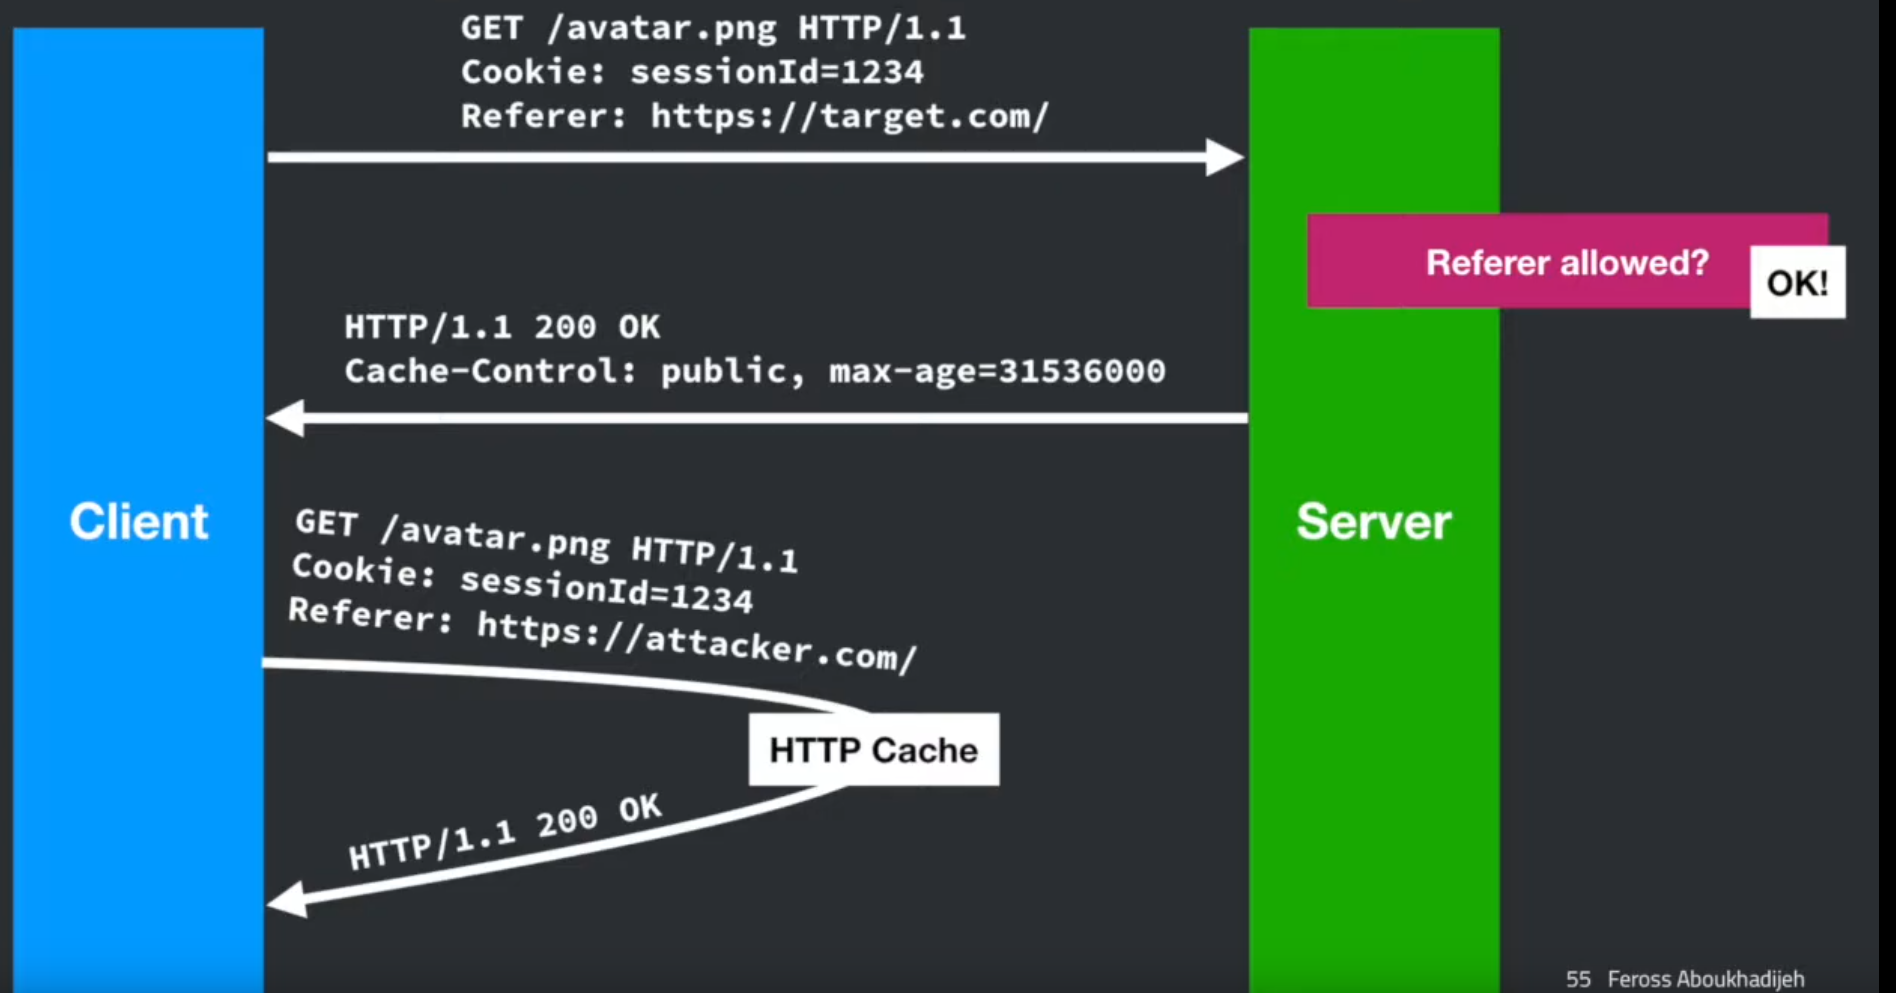 GET /avatar.png HTTP/1.1
Cookie: sessionId=1234
Referer: https://target.com/
Referer allowed?
OK!
HTTP/1.1 200 OK
Cache-Control: public, max-age=31536000
Client
Server
GET /avatar.png HTTP/1.1
Cookie: sessionId=1234
Referer: https://attacker.com/
HTTP Cache
HTTP/1.1 200 OK
55 Feross Aboukhadijeh